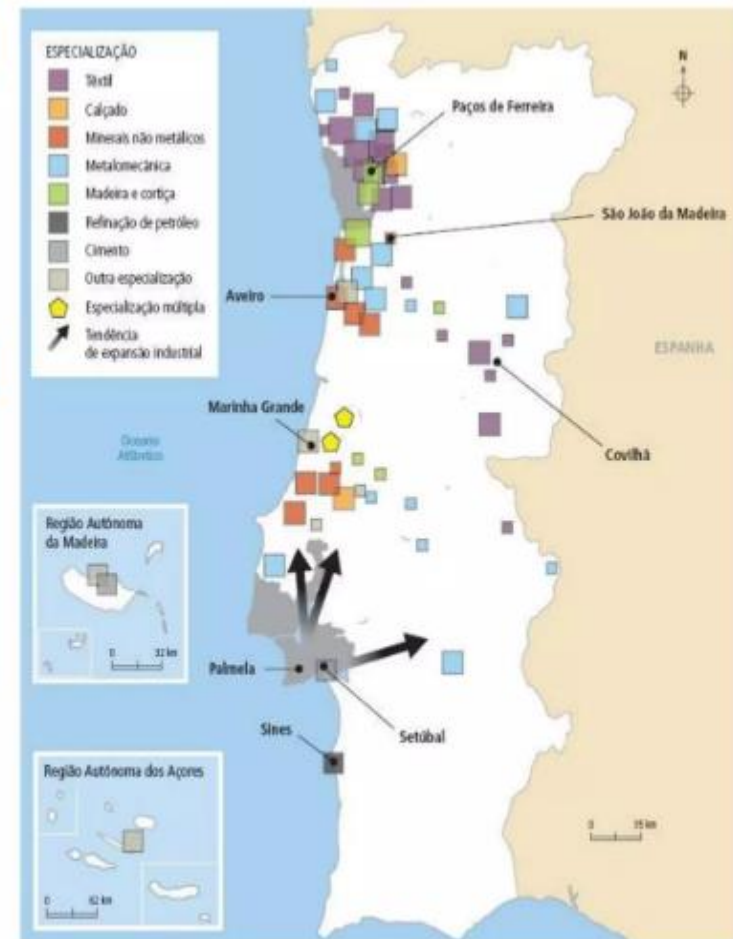 ESPECIALIZAÇÃO
Têxtil
Calçado
Minerais não metálicos
Metalomecânica
Madeira e cortiça
Refinação de petróleo
Cimento
Outra especialização
Especialização múltipla
Tendência
de expansão industrial
N
Paços de Ferreira
São João da Madeira
Aveiro
ESPANHA
Marinha Grande
Covilhã
Oceano
Atlântico
Região Autónoma
da Madeira
0 32 km
Palmela
Setúbal
Sines
Região Autónoma dos Açores
0 62 km
0 35 km